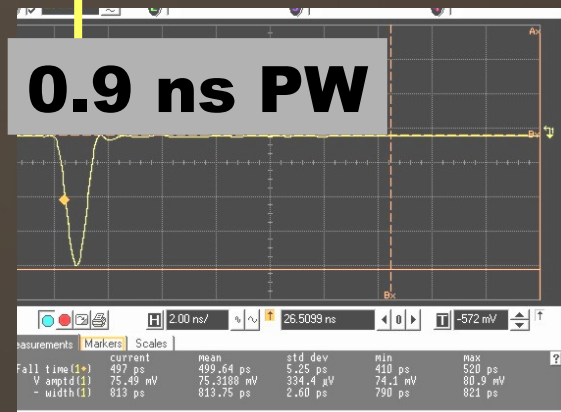 0.9 ns PW
Ax
Bx
H 2.00 ns/ 26.5099 ns 0 T -572 mV
Measurements Markers Scales
current mean std dev min max ?
Fall time(1) 497 ps 499.64 ps 5.25 ps 410 ps 520 ps
V amptd(1) 75.49 mV 75.3188 mV 334.4 µV 74.1 mV 80.9 mV
- width(1) 813 ps 813.75 ps 2.60 ps 790 ps 821 ps